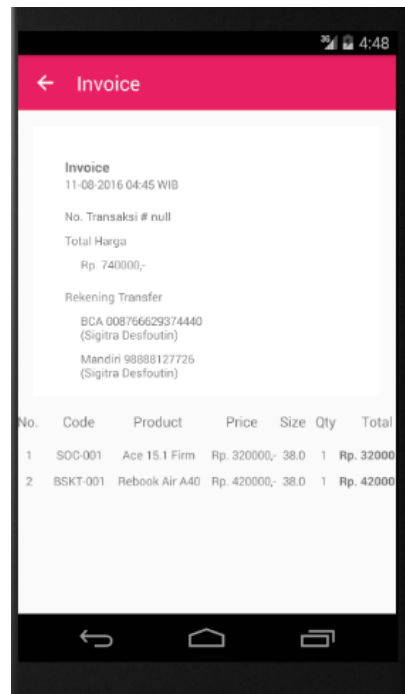 3G 4:48
Invoice
Invoice
11-08-2016 04:45 WIB
No. Transaksi # null
Total Harga
Rp. 740000,-
Rekening Transfer
BCA 008766629374440
(Sigitra Desfoutin)
Mandiri 98888127726
(Sigitra Desfoutin)
No. Code Product Price Size Qty Total
1 SOC-001 Ace 15.1 Firm Rp. 320000,- 38.0 1 Rp. 32000
2 BSKT-001 Rebook Air A40 Rp. 420000,- 38.0 1 Rp. 42000